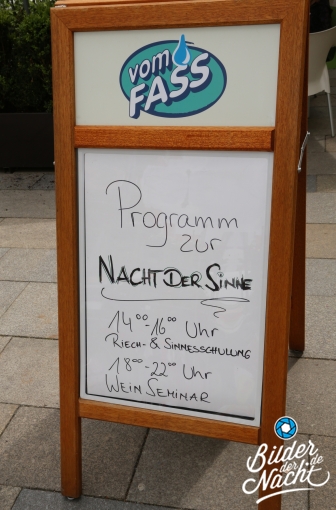 vom
FASS
Programm
zur
NACHT DER SINNE
14⁰⁰-16⁰⁰ Uhr
RIECH- & SINNESSCHULUNG
18⁰⁰-22⁰⁰ Uhr
WEIN SEMINAR
Bilder
der .de
Nacht